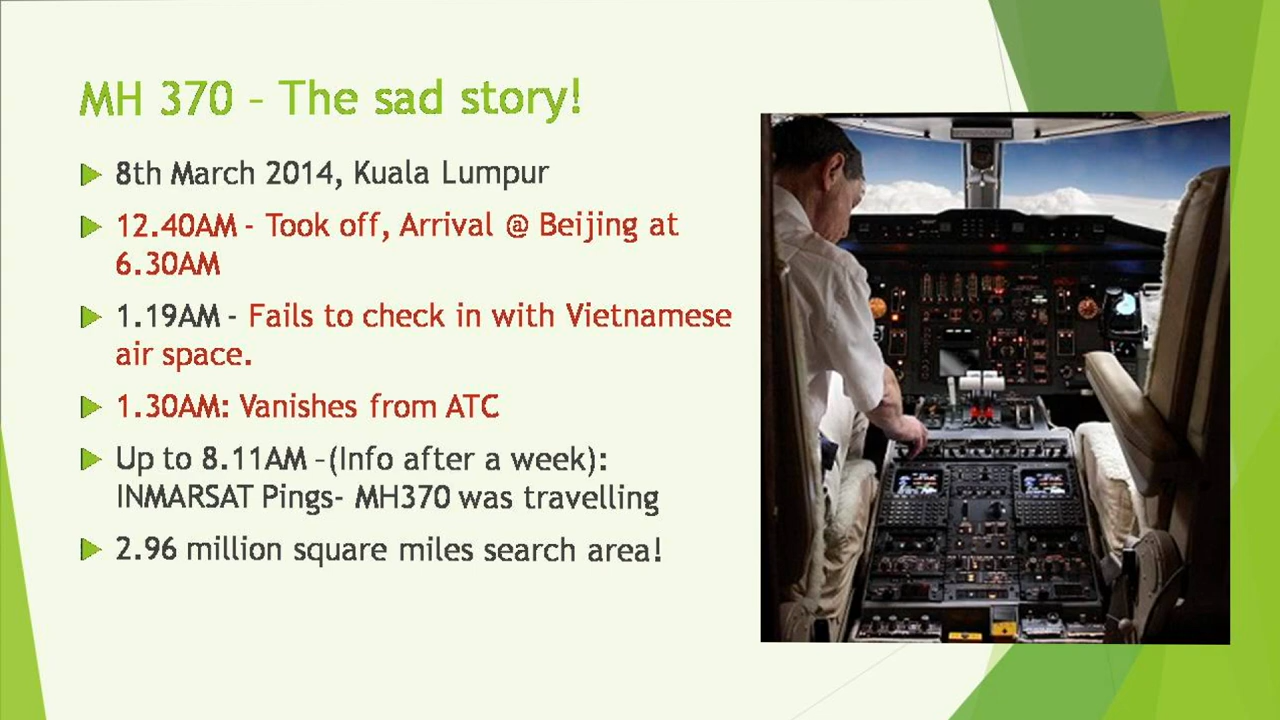 MH 370 – The sad story!
8th March 2014, Kuala Lumpur
12.40AM - Took off, Arrival @ Beijing at
6.30AM
1.19AM - Fails to check in with Vietnamese
air space.
1.30AM: Vanishes from ATC
Up to 8.11AM –(Info after a week):
INMARSAT Pings- MH370 was travelling
2.96 million square miles search area!